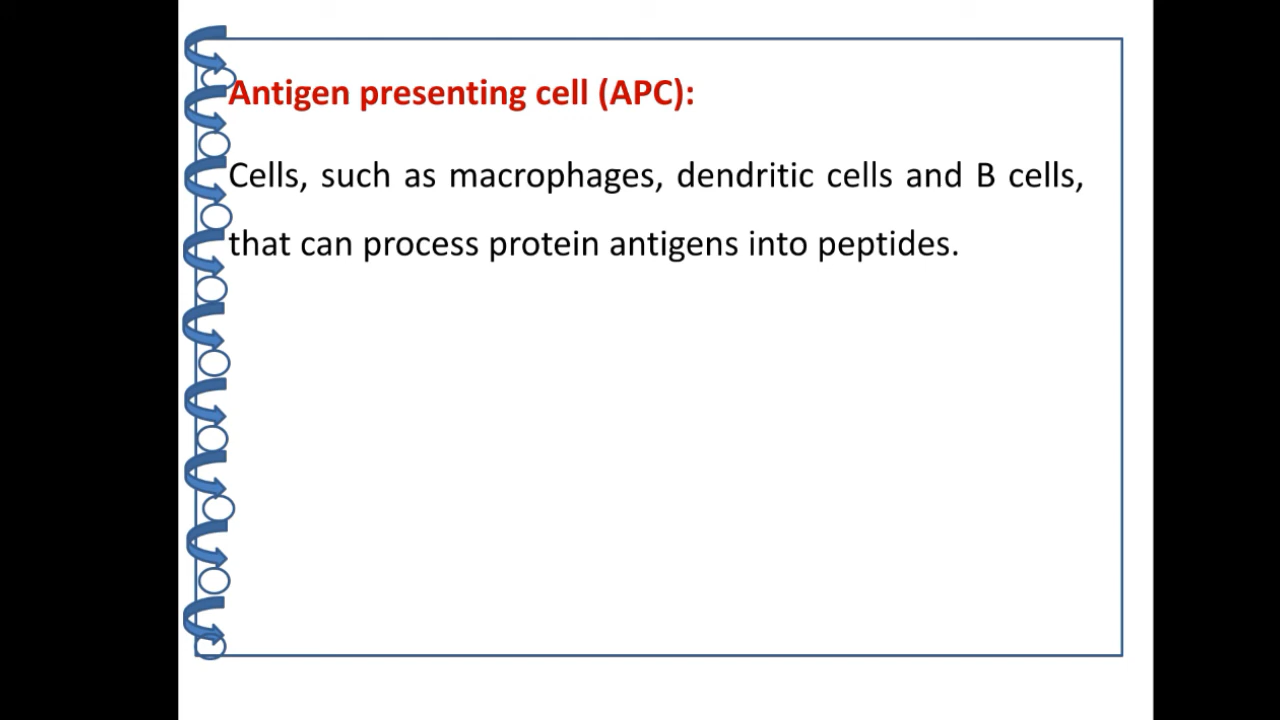 Antigen presenting cell (APC):
Cells, such as macrophages, dendritic cells and B cells,
that can process protein antigens into peptides.